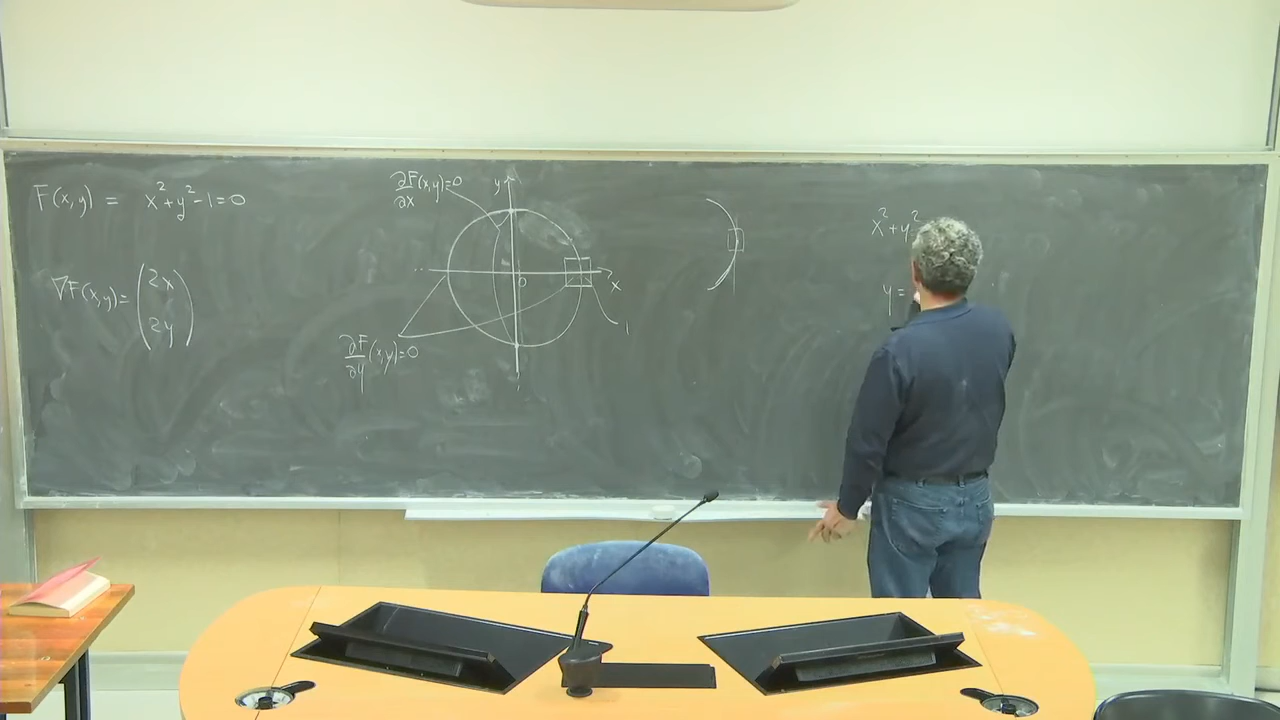 F(x,y) = x²+y²-1=0
∇F(x,y)= (2x
2y)
∂F/∂x (x,y)=0
y
0
x
1
∂F/∂y (x,y)=0
x²+y²
y =